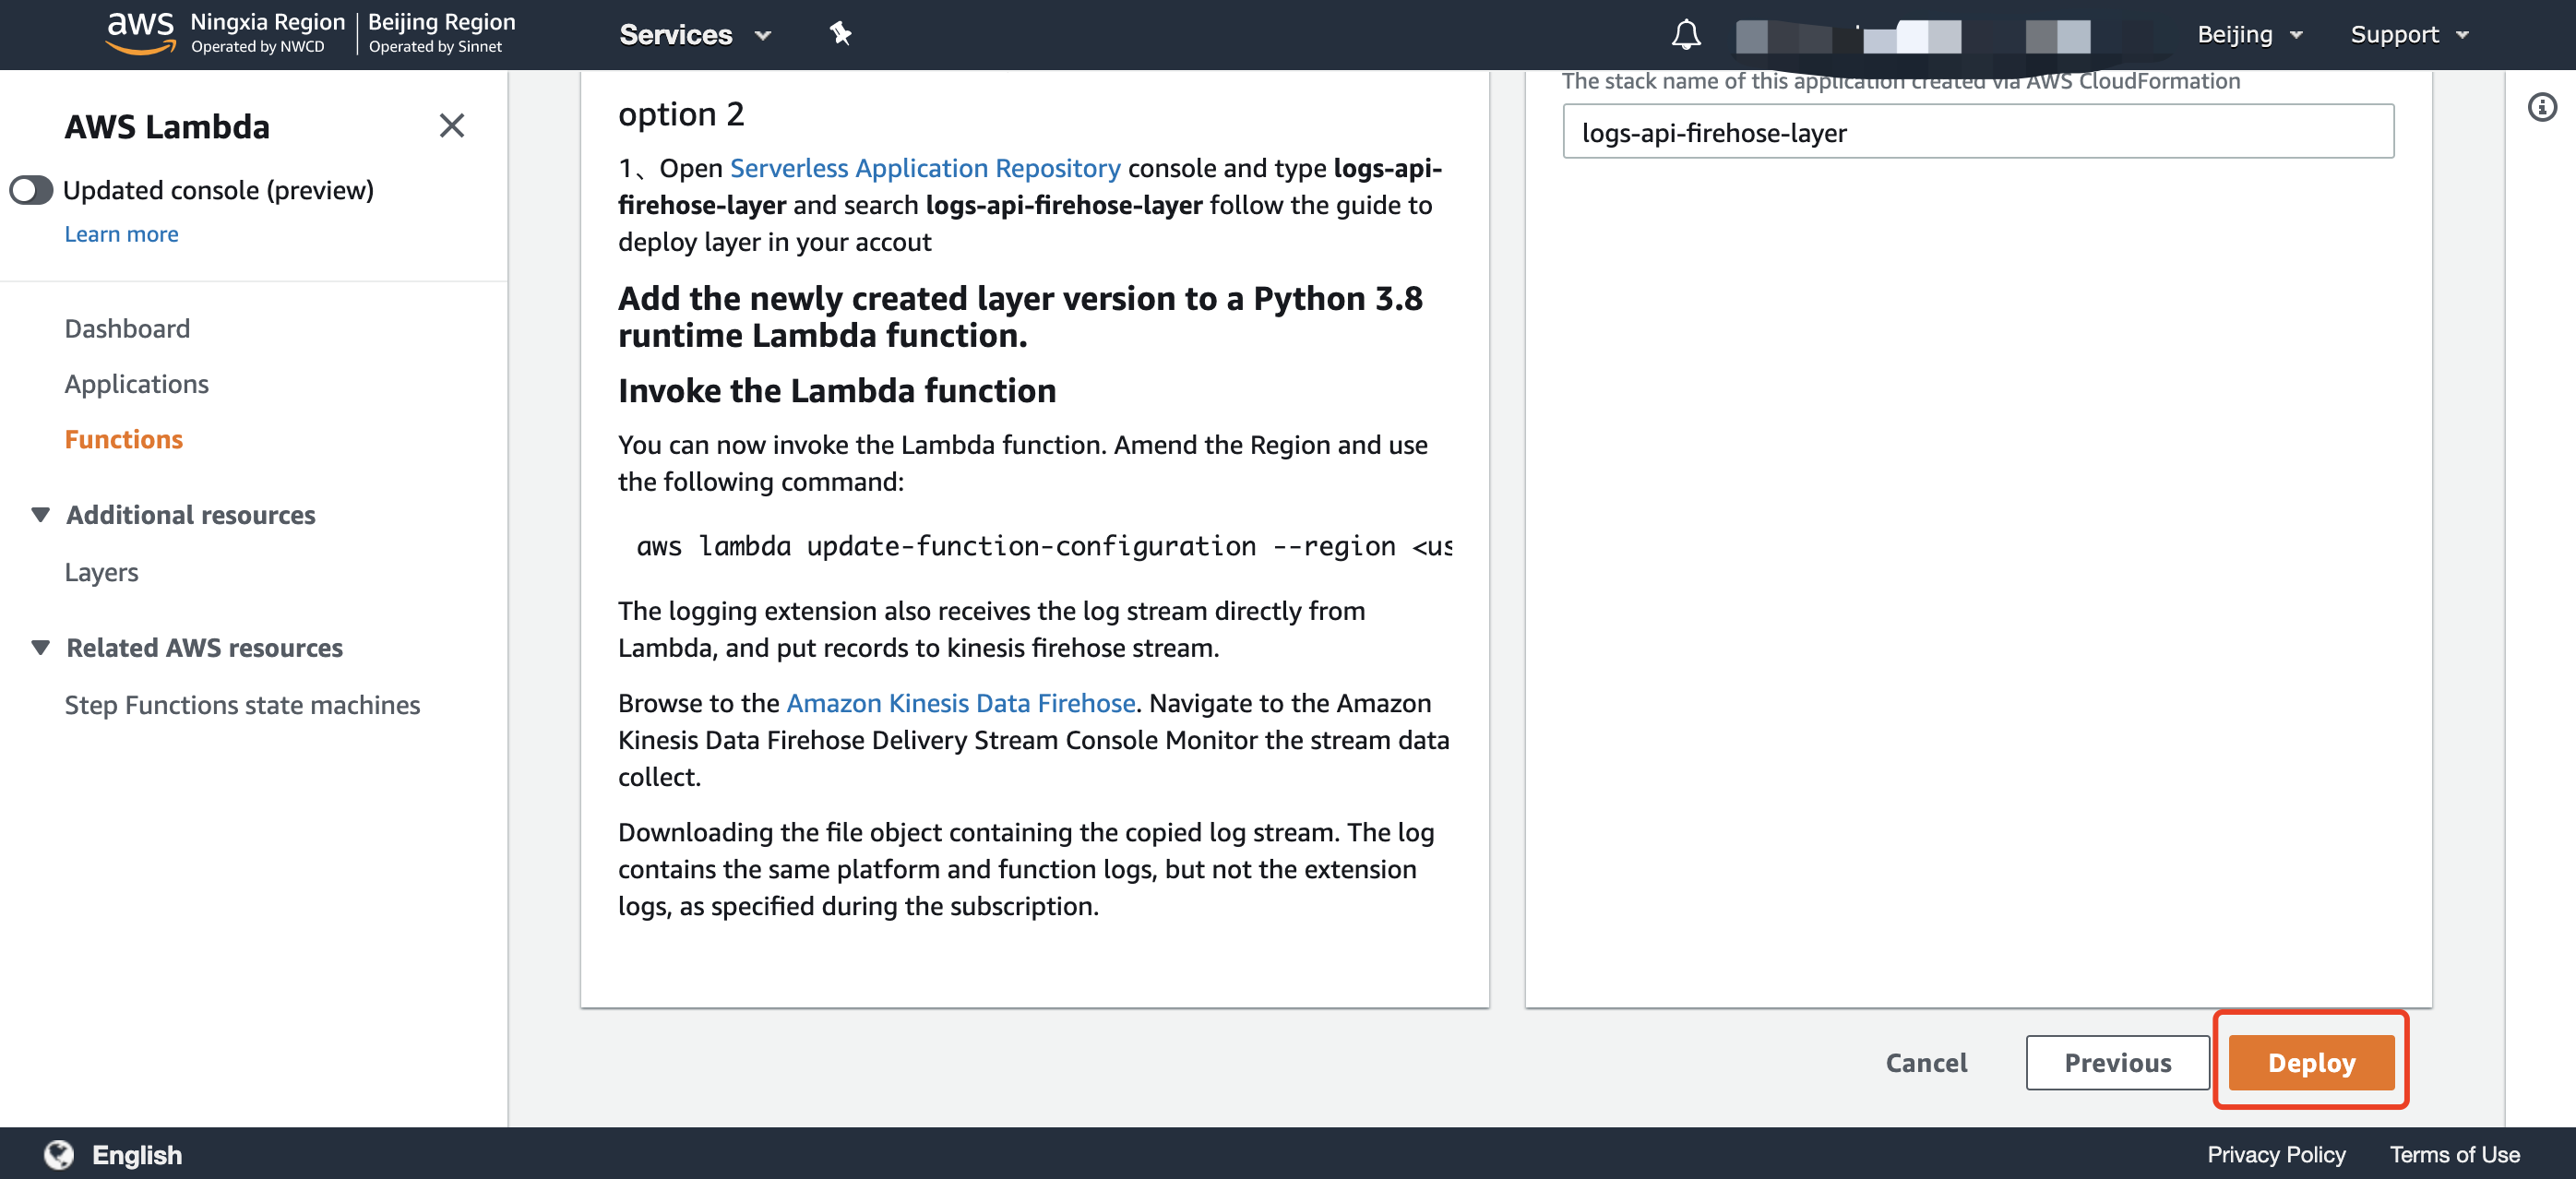 aws
Ningxia Region
Operated by NWCD
Beijing Region
Operated by Sinnet
Services
Beijing
Support
AWS Lambda
Updated console (preview)
Learn more
Dashboard
Applications
Functions
Additional resources
Layers
Related AWS resources
Step Functions state machines
option 2
1、Open Serverless Application Repository console and type logs-api-
firehose-layer and search logs-api-firehose-layer follow the guide to
deploy layer in your accout
Add the newly created layer version to a Python 3.8
runtime Lambda function.
Invoke the Lambda function
You can now invoke the Lambda function. Amend the Region and use
the following command:
aws lambda update-function-configuration --region <us
The logging extension also receives the log stream directly from
Lambda, and put records to kinesis firehose stream.
Browse to the Amazon Kinesis Data Firehose. Navigate to the Amazon
Kinesis Data Firehose Delivery Stream Console Monitor the stream data
collect.
Downloading the file object containing the copied log stream. The log
contains the same platform and function logs, but not the extension
logs, as specified during the subscription.
The stack name of this application created via AWS CloudFormation
logs-api-firehose-layer
Cancel
Previous
Deploy
English
Privacy Policy
Terms of Use